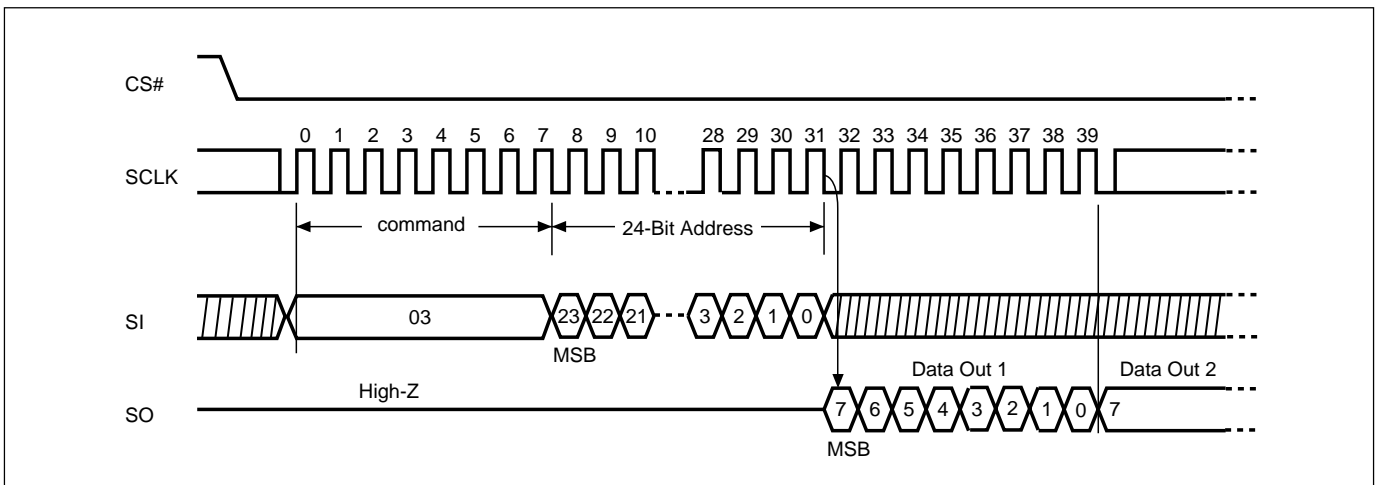 CS#
0 1 2 3 4 5 6 7 8 9 10 28 29 30 31 32 33 34 35 36 37 38 39
SCLK
command 24-Bit Address
SI 03 23 22 21 3 2 1 0
MSB
Data Out 1 Data Out 2
High-Z
SO 7 6 5 4 3 2 1 0 7
MSB